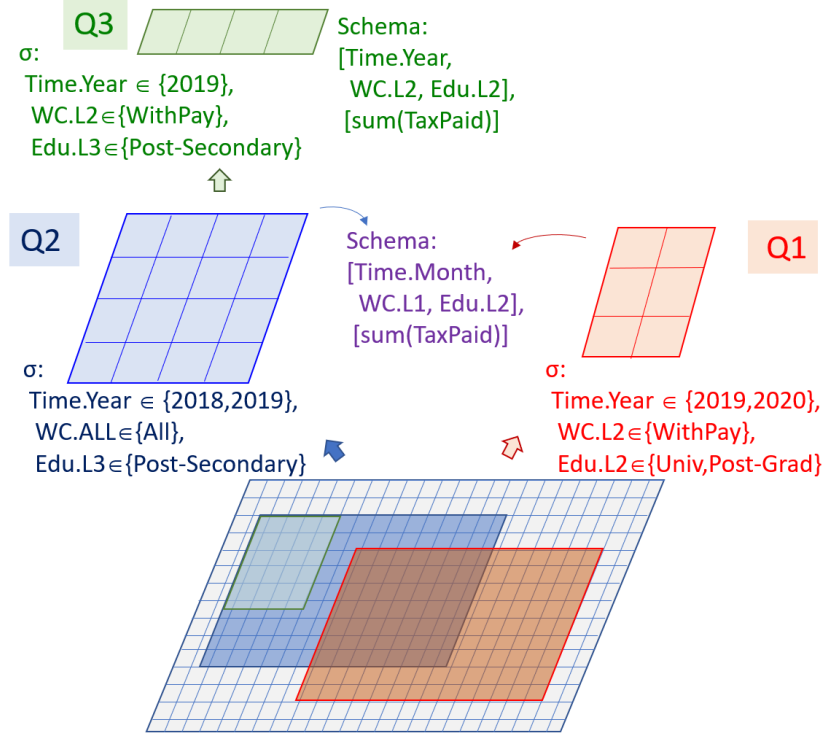 Q3
σ:
Time.Year ∈ {2019},
WC.L2∈{WithPay},
Edu.L3∈{Post-Secondary}
Schema:
[Time.Year,
WC.L2, Edu.L2],
[sum(TaxPaid)]
Q2
Schema:
[Time.Month,
WC.L1, Edu.L2],
[sum(TaxPaid)]
Q1
σ:
Time.Year ∈ {2018,2019},
WC.ALL∈{All},
Edu.L3∈{Post-Secondary}
σ:
Time.Year ∈ {2019,2020},
WC.L2∈{WithPay},
Edu.L2∈{Univ,Post-Grad}